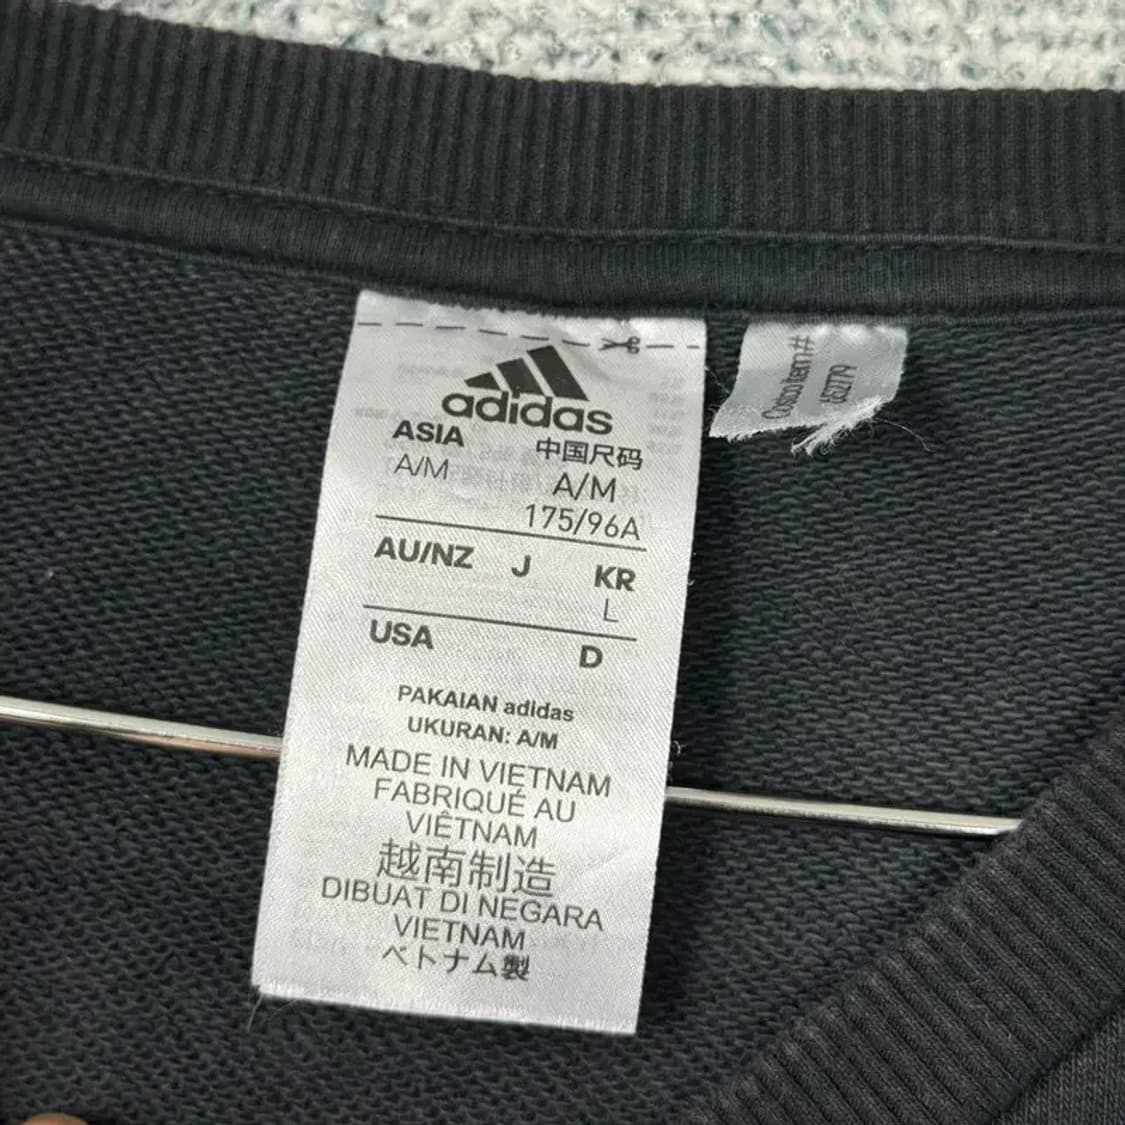 adidas
ASIA 中国尺码
A/M A/M
175/96A
AU/NZ J KR
L
USA D
PAKAIAN adidas
UKURAN: A/M
MADE IN VIETNAM
FABRIQUÉ AU
VIÊTNAM
越南制造
DIBUAT DI NEGARA
VIETNAM
ベトナム製
Costco Item#